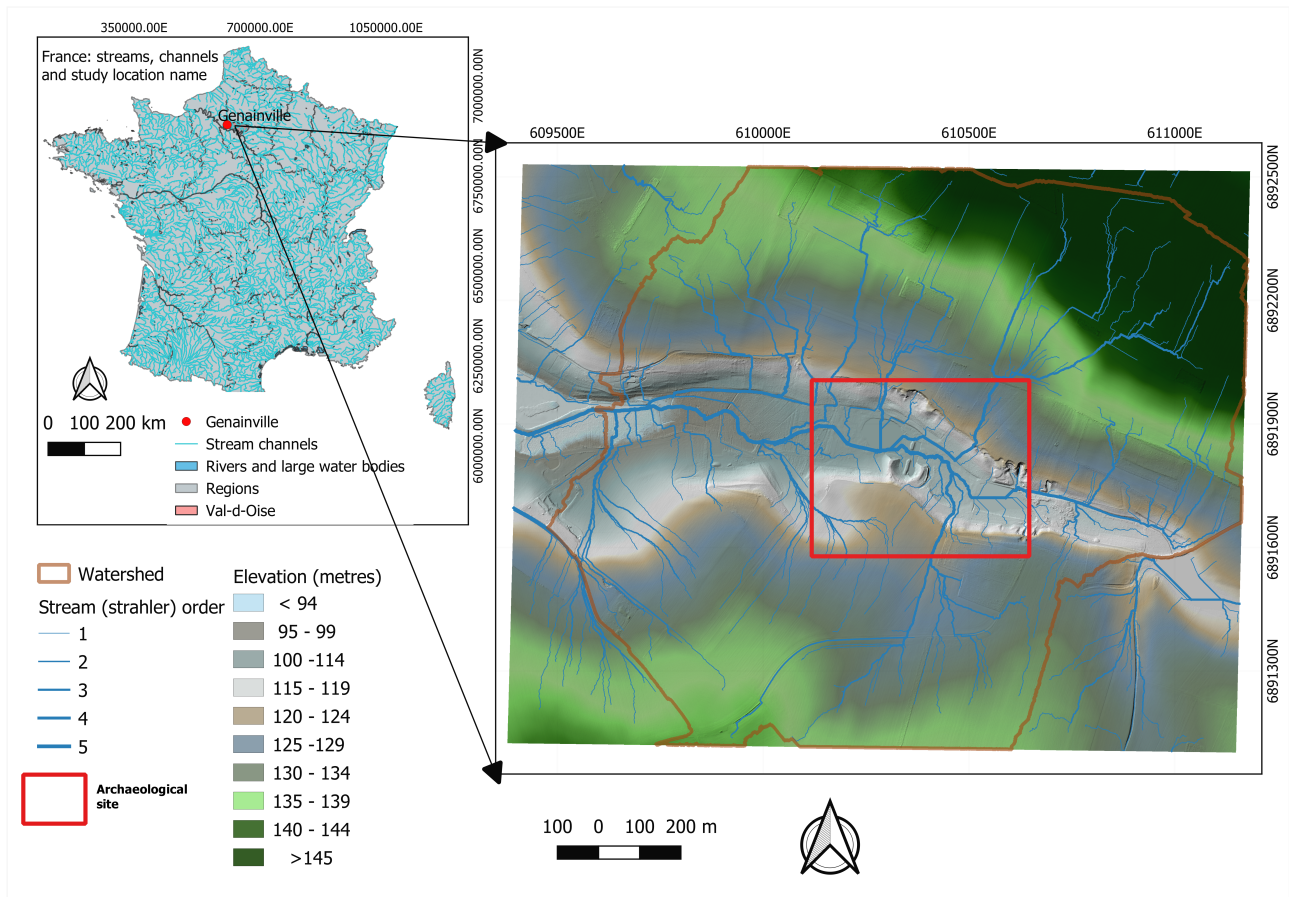 350000.00E 700000.00E 1050000.00E
France: streams, channels
and study location name
Genainville
7000000.00N
6750000.00N
6500000.00N
6250000.00N
6000000.00N
0 100 200 km
Genainville
Stream channels
Rivers and large water bodies
Regions
Val-d-Oise
609500E 610000E 610500E 611000E
6892500N
6892200N
6891900N
6891600N
6891300N
Watershed
Stream (strahler) order
1
2
3
4
5
Archaeological
site
Elevation (metres)
< 94
95 - 99
100 -114
115 - 119
120 - 124
125 -129
130 - 134
135 - 139
140 - 144
>145
100 0 100 200 m